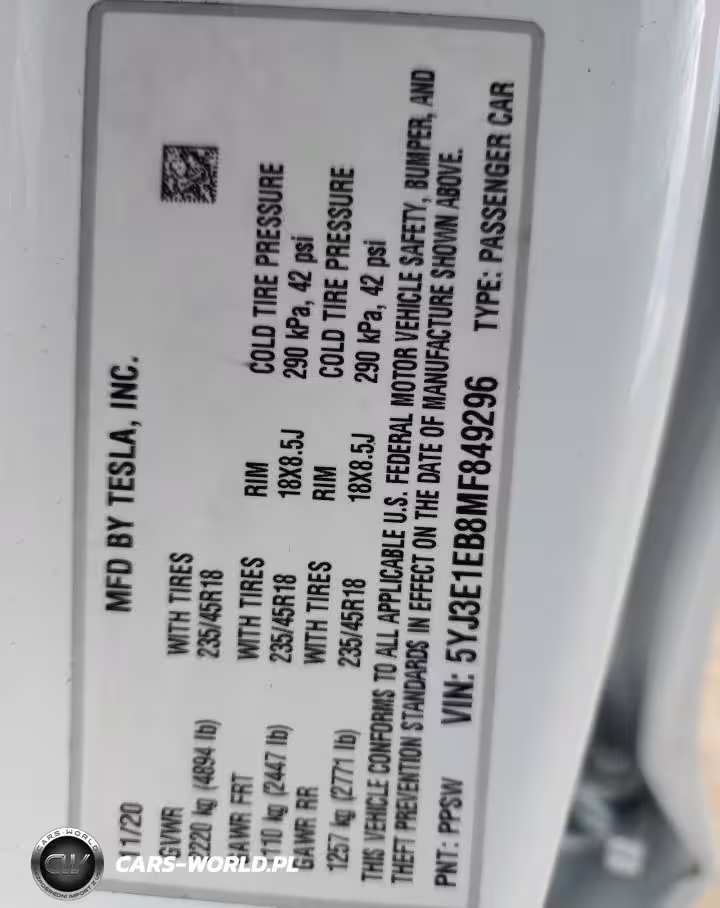 MFD BY TESLA, INC.
11/20
GVWR WITH TIRES
2220 kg (4894 lb) 235/45R18
GAWR FRT WITH TIRES RIM COLD TIRE PRESSURE
1110 kg (2447 lb) 235/45R18 18X8.5J 290 kPa, 42 psi
GAWR RR WITH TIRES RIM COLD TIRE PRESSURE
1257 kg (2771 lb) 235/45R18 18X8.5J 290 kPa, 42 psi
THIS VEHICLE CONFORMS TO ALL APPLICABLE U.S. FEDERAL MOTOR VEHICLE SAFETY, BUMPER, AND
THEFT PREVENTION STANDARDS IN EFFECT ON THE DATE OF MANUFACTURE SHOWN ABOVE.
PNT: PPSW VIN: 5YJ3E1EB8MF849296 TYPE: PASSENGER CAR
CARS-WORLD
CW
CARS-WORLD.PL